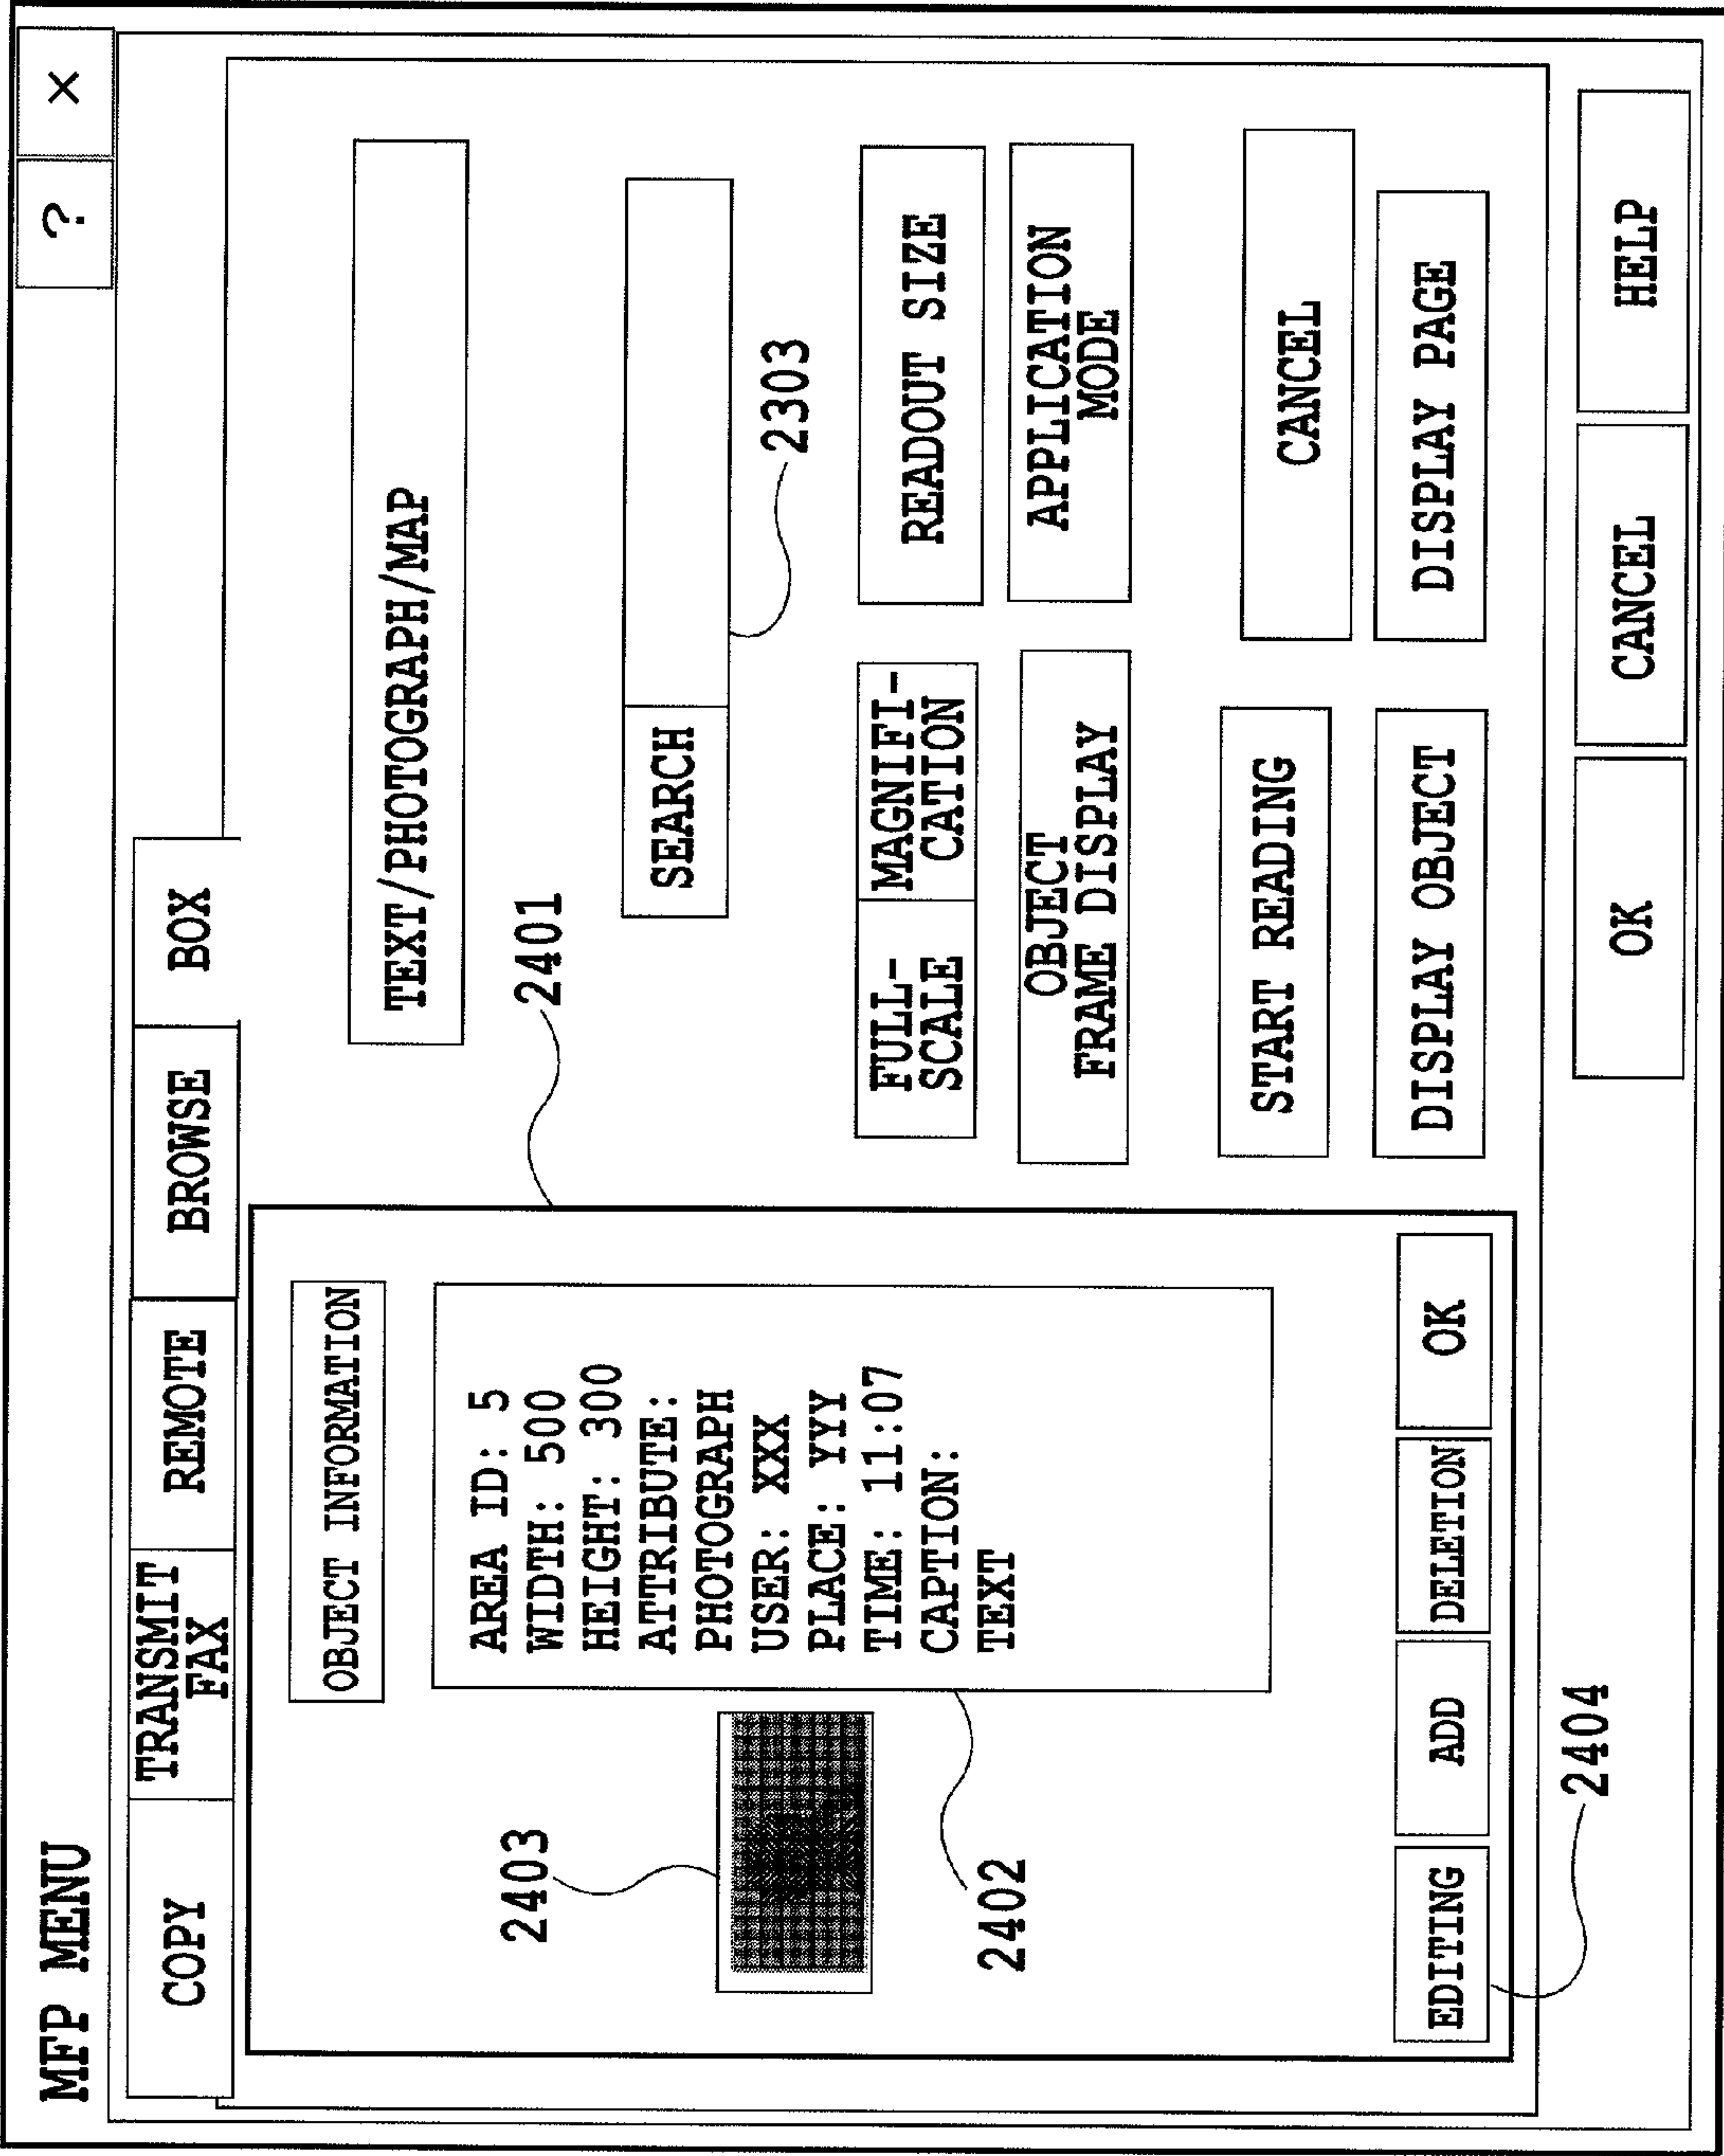 MFP MENU
?
×
COPY
TRANSMIT
FAX
REMOTE
BROWSE
BOX
OBJECT INFORMATION
2401
TEXT/PHOTOGRAPH/MAP
2403
AREA ID: 5
WIDTH: 500
HEIGHT: 300
ATTRIBUTE:
PHOTOGRAPH
USER: XXX
PLACE: YYY
TIME: 11:07
CAPTION:
TEXT
2402
SEARCH
2303
FULL-
SCALE
MAGNIFI-
CATION
READOUT SIZE
OBJECT
FRAME DISPLAY
APPLICATION
MODE
START READING
CANCEL
EDITING
ADD
DELETION
OK
DISPLAY OBJECT
DISPLAY PAGE
2404
OK
CANCEL
HELP